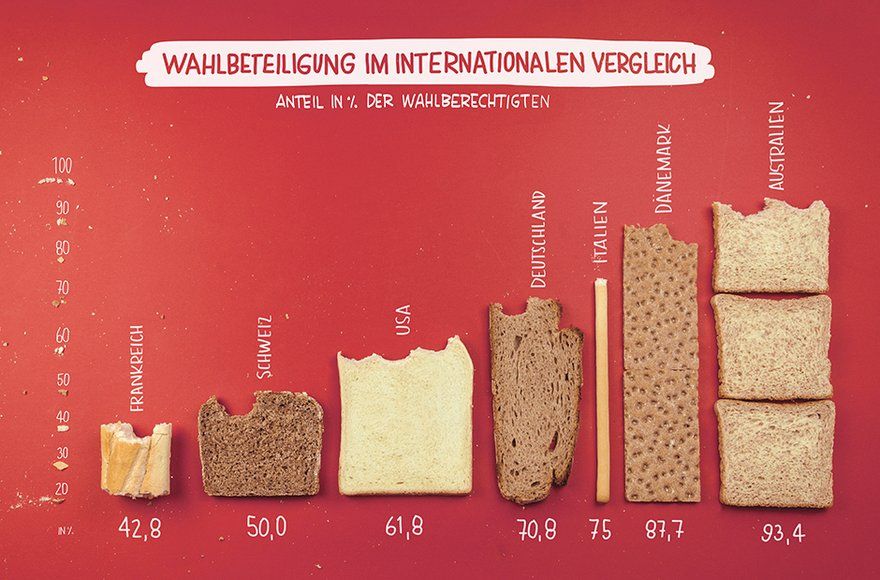 WAHLBETEILIGUNG IM INTERNATIONALEN VERGLEICH
ANTEIL IN % DER WAHLBERECHTIGTEN
100
90
80
70
60
50
40
30
20
IN %
FRANKREICH
SCHWEIZ
USA
DEUTSCHLAND
ITALIEN
DÄNEMARK
AUSTRALIEN
42,8
50,0
61,8
70,8
75
87,7
93,4